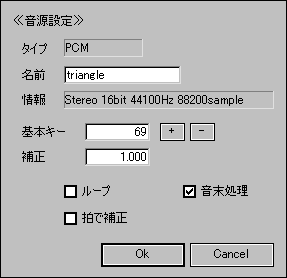 ≪音源設定≫
タイプ PCM
名前 triangle
情報 Stereo 16bit 44100Hz 88200sample
基本キー 69 + -
補正 1.000
ループ 音末処理
拍で補正
Ok Cancel